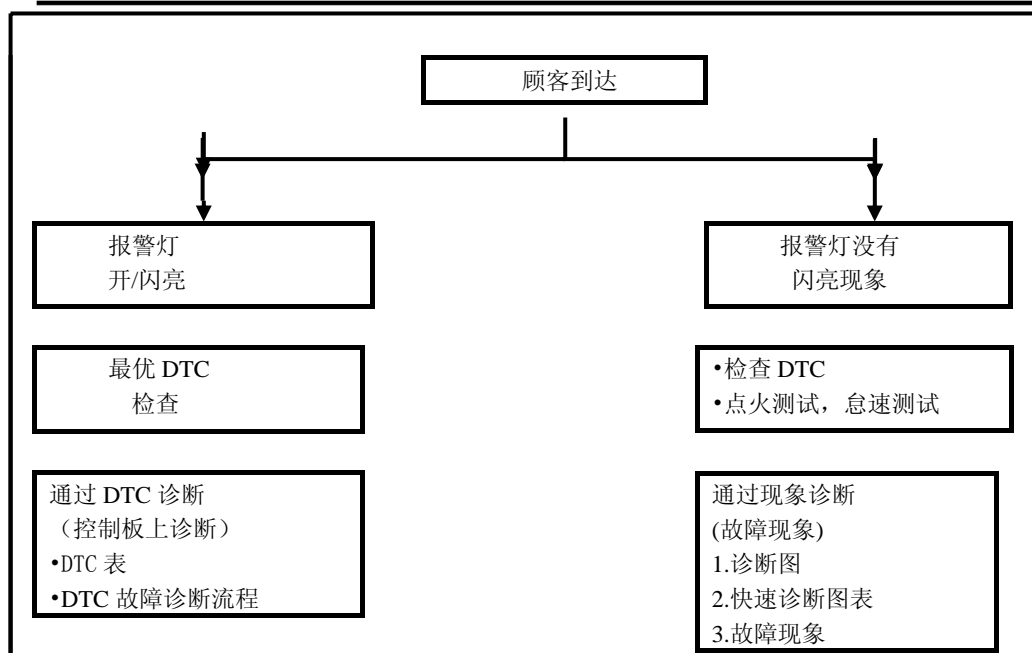 顾客到达
报警灯
开/闪亮
报警灯没有
闪亮现象
最优 DTC
检查
•检查 DTC
•点火测试，怠速测试
通过 DTC 诊断
（控制板上诊断）
•DTC 表
•DTC 故障诊断流程
通过现象诊断
(故障现象)
1.诊断图
2.快速诊断图表
3.故障现象